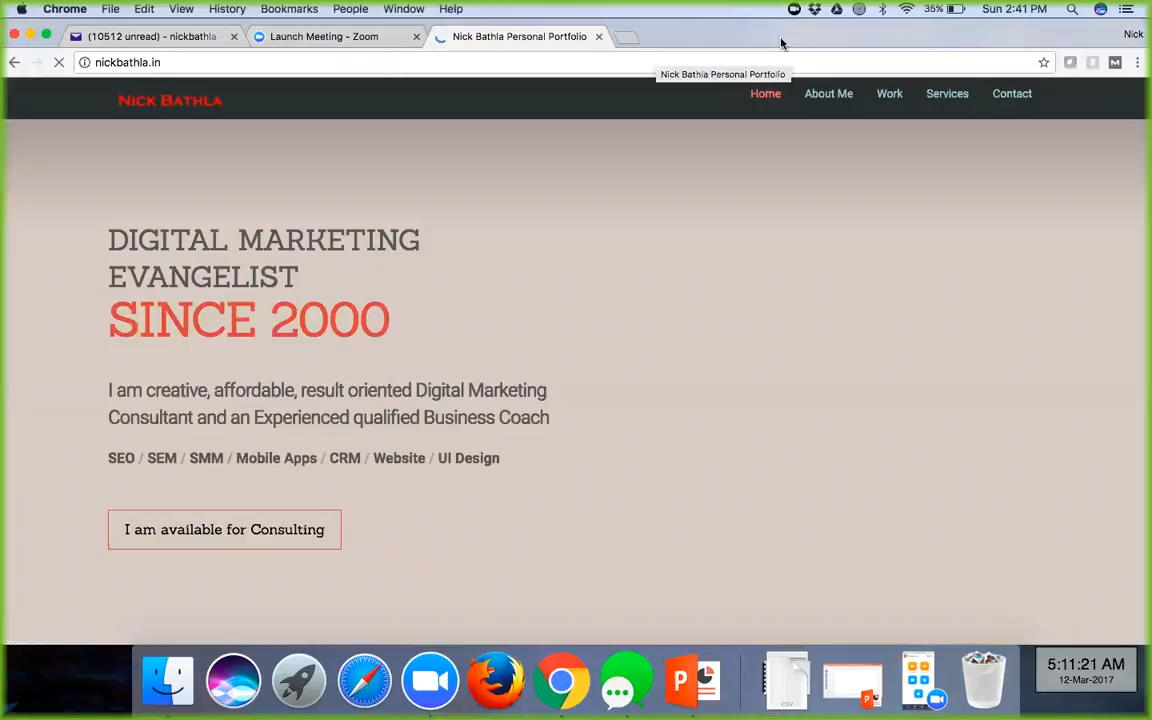 Chrome File Edit View History Bookmarks People Window Help 35% Sun 2:41 PM
(10512 unread) - nickbathla Launch Meeting - Zoom Nick Bathla Personal Portfolio Nick
nickbathla.in
Nick Bathla Personal Portfolio
Nick Bathla Home About Me Work Services Contact
DIGITAL MARKETING
EVANGELIST
SINCE 2000
I am creative, affordable, result oriented Digital Marketing
Consultant and an Experienced qualified Business Coach
SEO / SEM / SMM / Mobile Apps / CRM / Website / UI Design
I am available for Consulting
CSV
5:11:21 AM
12-Mar-2017